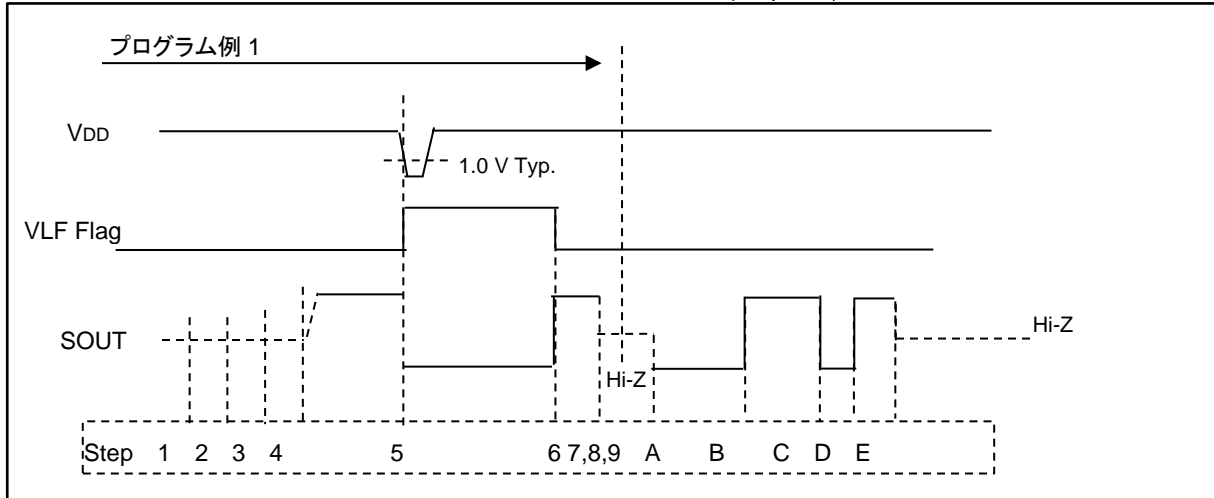 プログラム例 1
VDD
1.0 V Typ.
VLF Flag
SOUT
Hi-Z
Hi-Z
Step 1 2 3 4 5 6 7,8,9 A B C D E